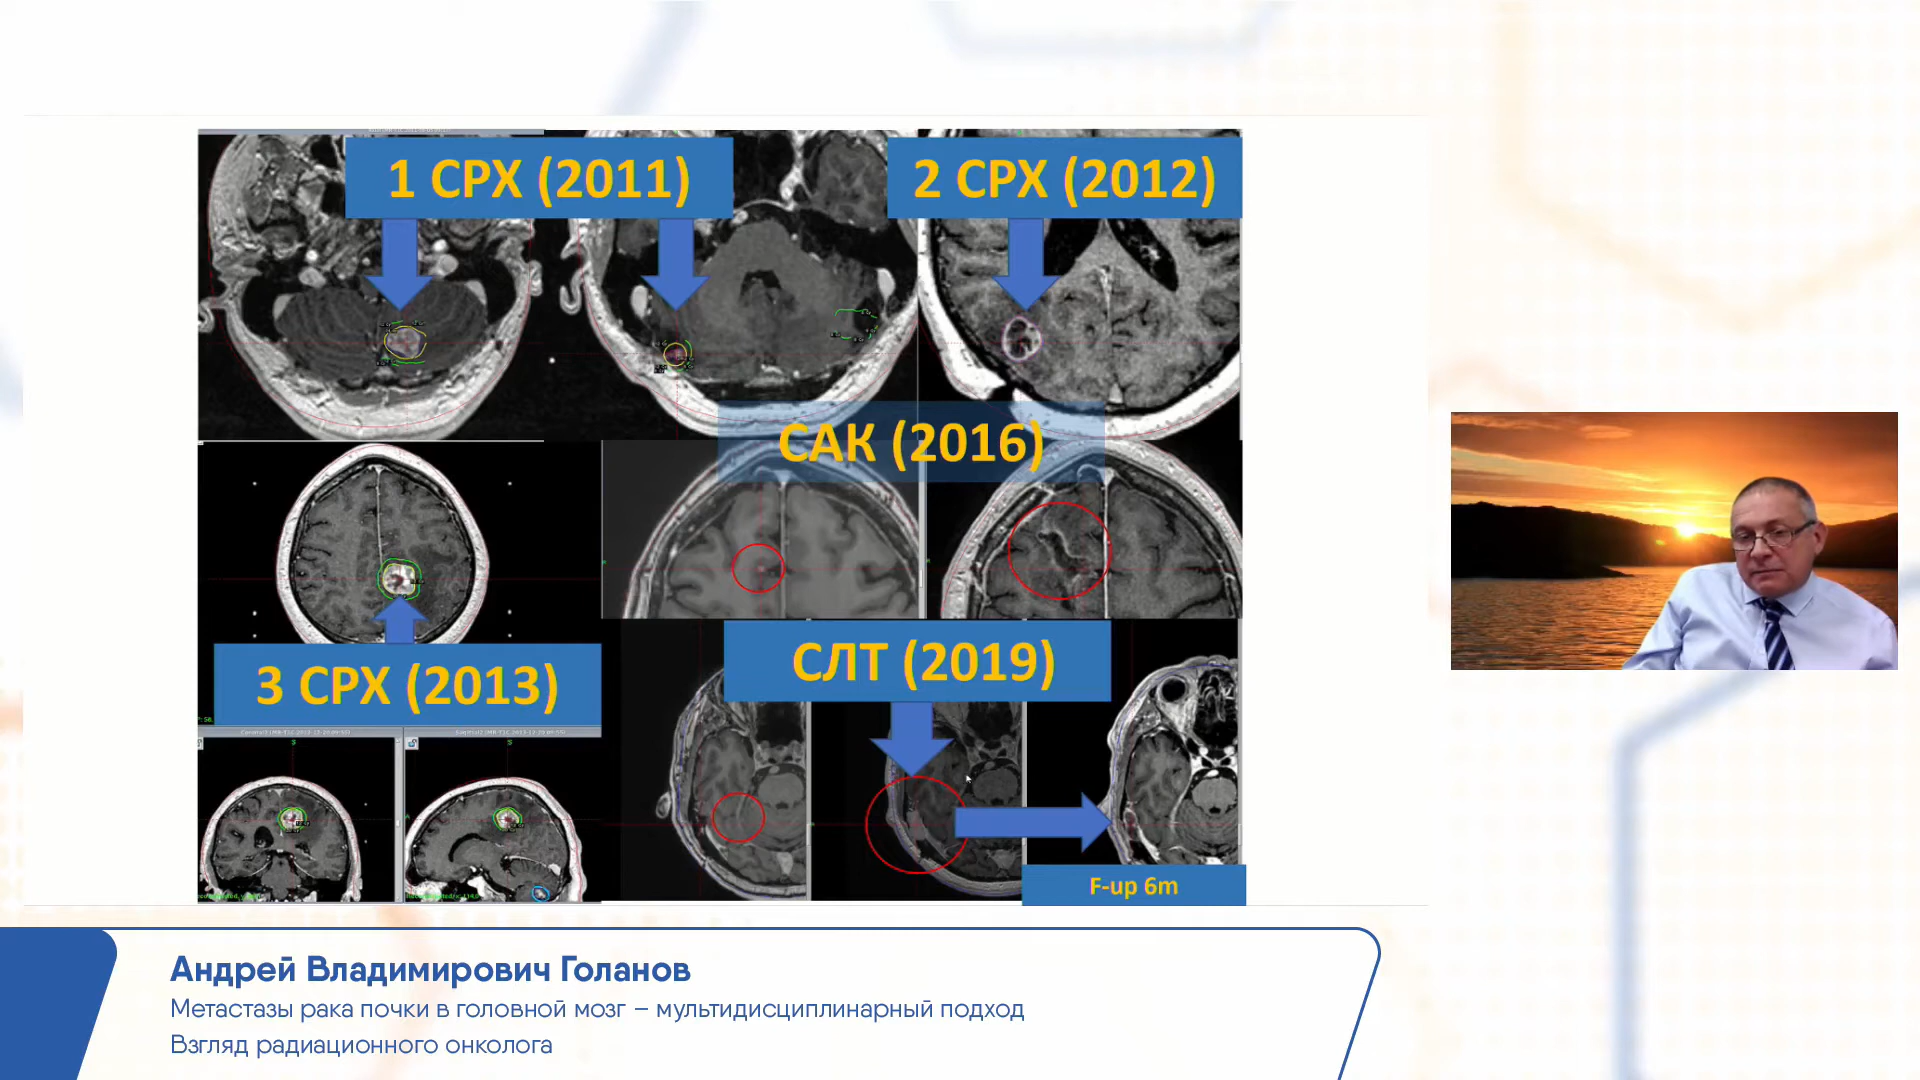 1 СРХ (2011)
2 СРХ (2012)
САК (2016)
3 СРХ (2013)
СЛТ (2019)
F-up 6m
Андрей Владимирович Голанов
Метастазы рака почки в головной мозг – мультидисциплинарный подход
Взгляд радиационного онколога